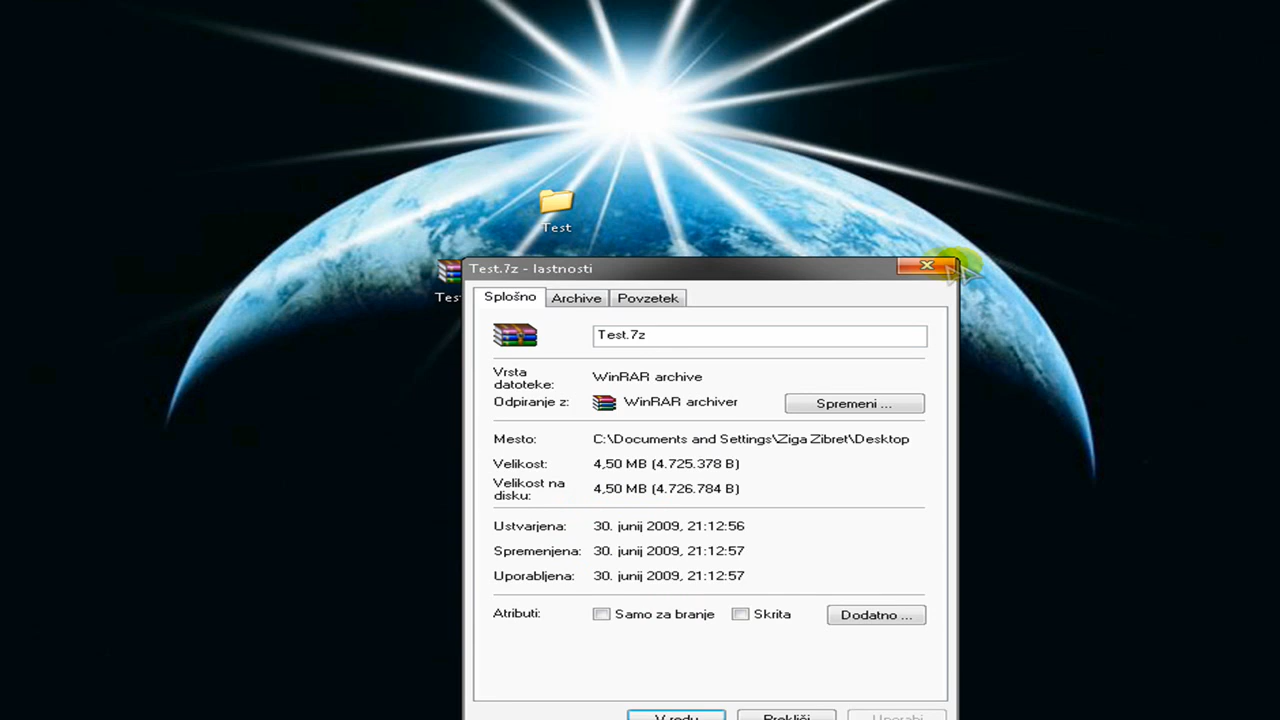 Test
Test.7z - lastnosti
Tes
Splošno Archive Povzetek
Test.7z
Vrsta datoteke: WinRAR archive
Odpiranje z: WinRAR archiver Spremeni ...
Mesto: C:\Documents and Settings\Ziga Zibret\Desktop
Velikost: 4,50 MB (4.725.378 B)
Velikost na disku: 4,50 MB (4.726.784 B)
Ustvarjena: 30. junij 2009, 21:12:56
Spremenjena: 30. junij 2009, 21:12:57
Uporabljena: 30. junij 2009, 21:12:57
Atributi: Samo za branje Skrita Dodatno ...
V redu Prekliči Uporabi